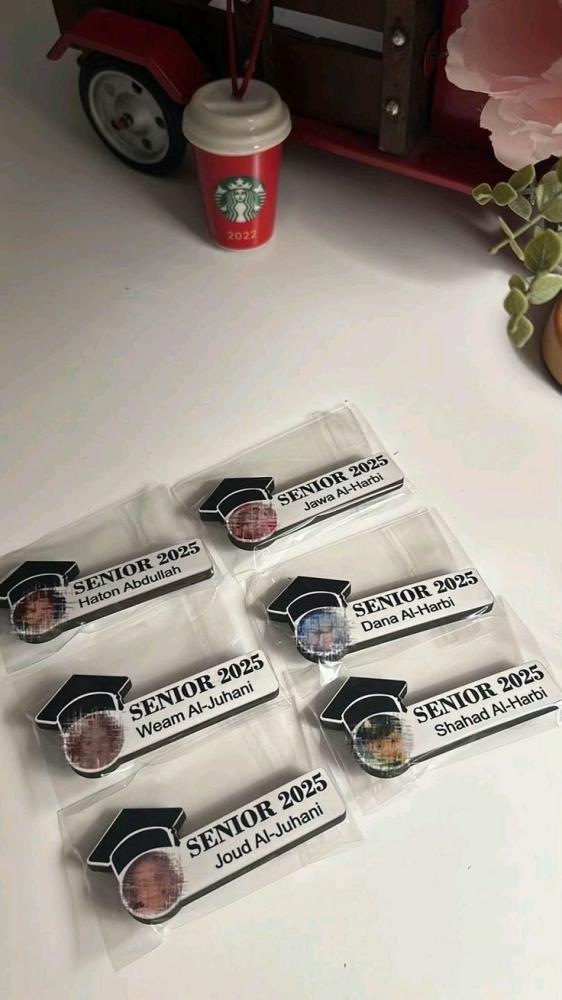 2022
SENIOR 2025
Jawa Al-Harbi
SENIOR 2025
Haton Abdullah
SENIOR 2025
Dana Al-Harbi
SENIOR 2025
Weam Al-Juhani
SENIOR 2025
Shahad Al-Harbi
SENIOR 2025
Joud Al-Juhani